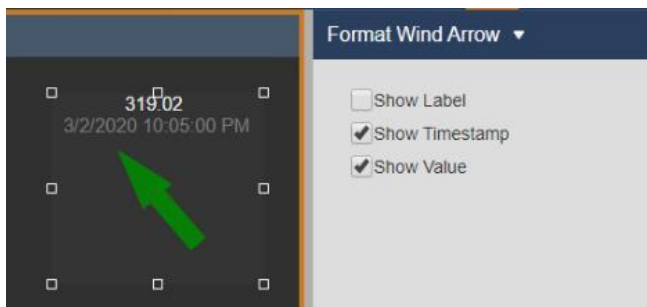 Format Wind Arrow
319.02
3/2/2020 10:05:00 PM
Show Label
Show Timestamp
Show Value